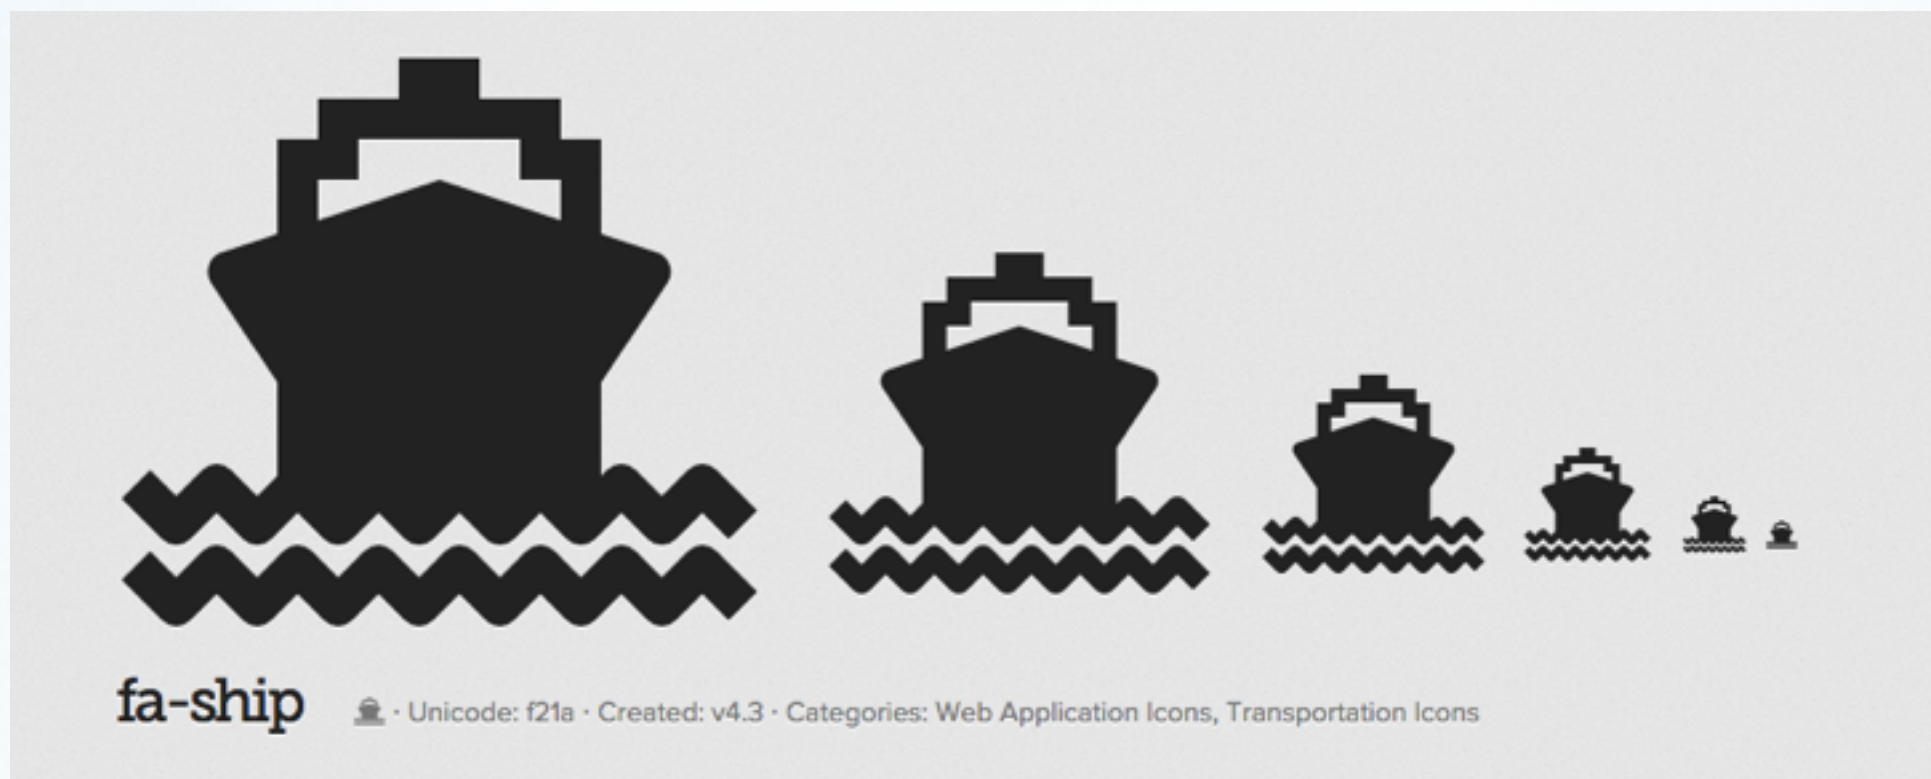 fa-ship · Unicode: f21a · Created: v4.3 · Categories: Web Application Icons, Transportation Icons